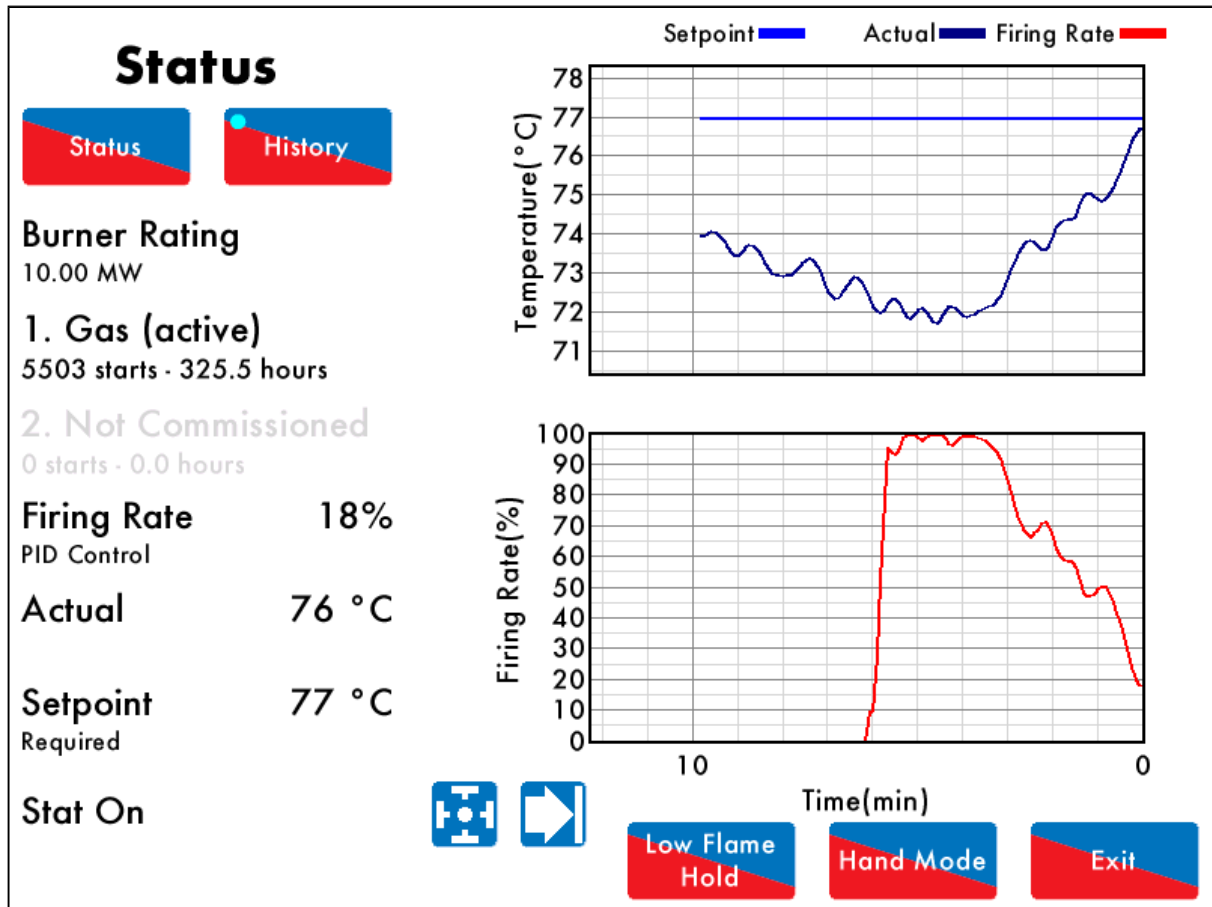 Status
Status
History
Burner Rating
10.00 MW
1. Gas (active)
5503 starts - 325.5 hours
2. Not Commissioned
0 starts - 0.0 hours
Firing Rate 18%
PID Control
Actual 76 °C
Setpoint 77 °C
Required
Stat On
Setpoint Actual Firing Rate
Temperature(°C)
78
77
76
75
74
73
72
71
Firing Rate(%)
100
90
80
70
60
50
40
30
20
10
0
10 0
Time(min)
Low Flame
Hold
Hand Mode
Exit